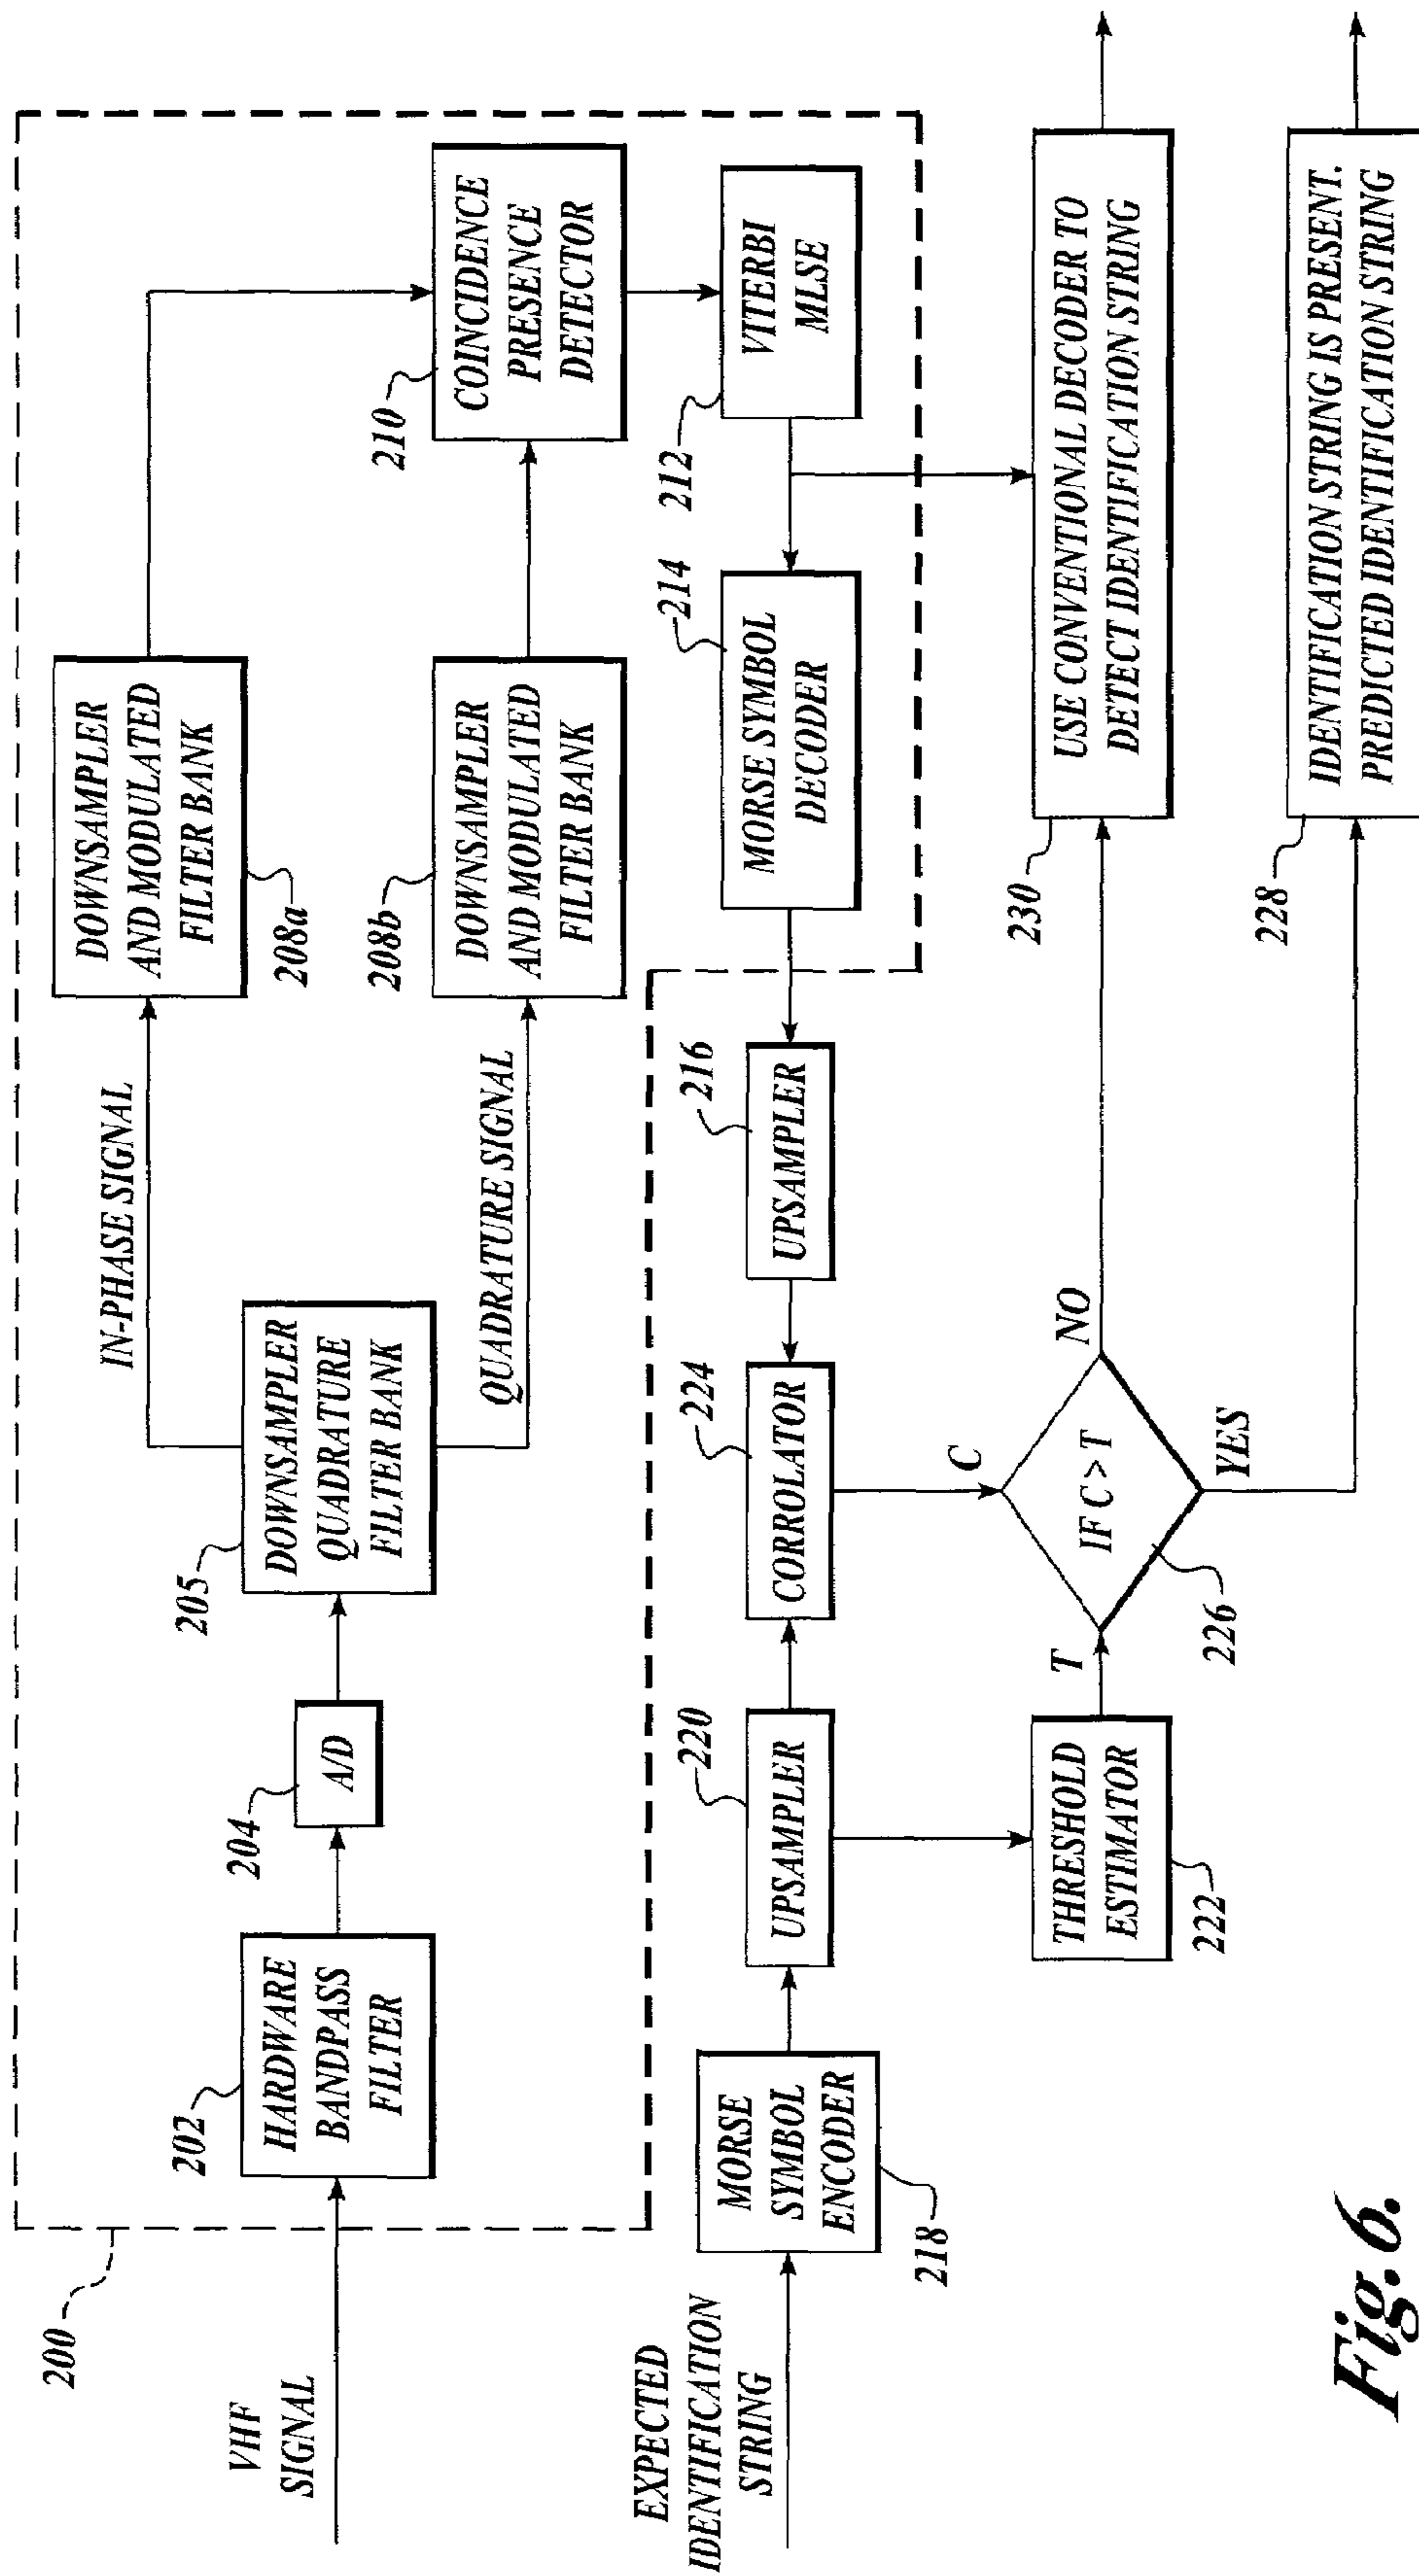 200
VHF
SIGNAL
202
HARDWARE
BANDPASS
FILTER
204
A/D
205
DOWNSAMPLER
QUADRATURE
FILTER BANK
IN-PHASE SIGNAL
QUADRATURE SIGNAL
DOWNSAMPLER
AND MODULATED
FILTER BANK
208a
208b
DOWNSAMPLER
AND MODULATED
FILTER BANK
210
COINCIDENCE
PRESENCE
DETECTOR
212
VITERBI
MLSE
214
MORSE SYMBOL
DECODER
216
UPSAMPLER
224
CORROLATOR
220
UPSAMPLER
EXPECTED
IDENTIFICATION
STRING
MORSE
SYMBOL
ENCODER
218
THRESHOLD
ESTIMATOR
222
T
C
IF C > T
226
NO
YES
230
USE CONVENTIONAL DECODER TO
DETECT IDENTIFICATION STRING
228
IDENTIFICATION STRING IS PRESENT.
PREDICTED IDENTIFICATION STRING
Fig. 6.